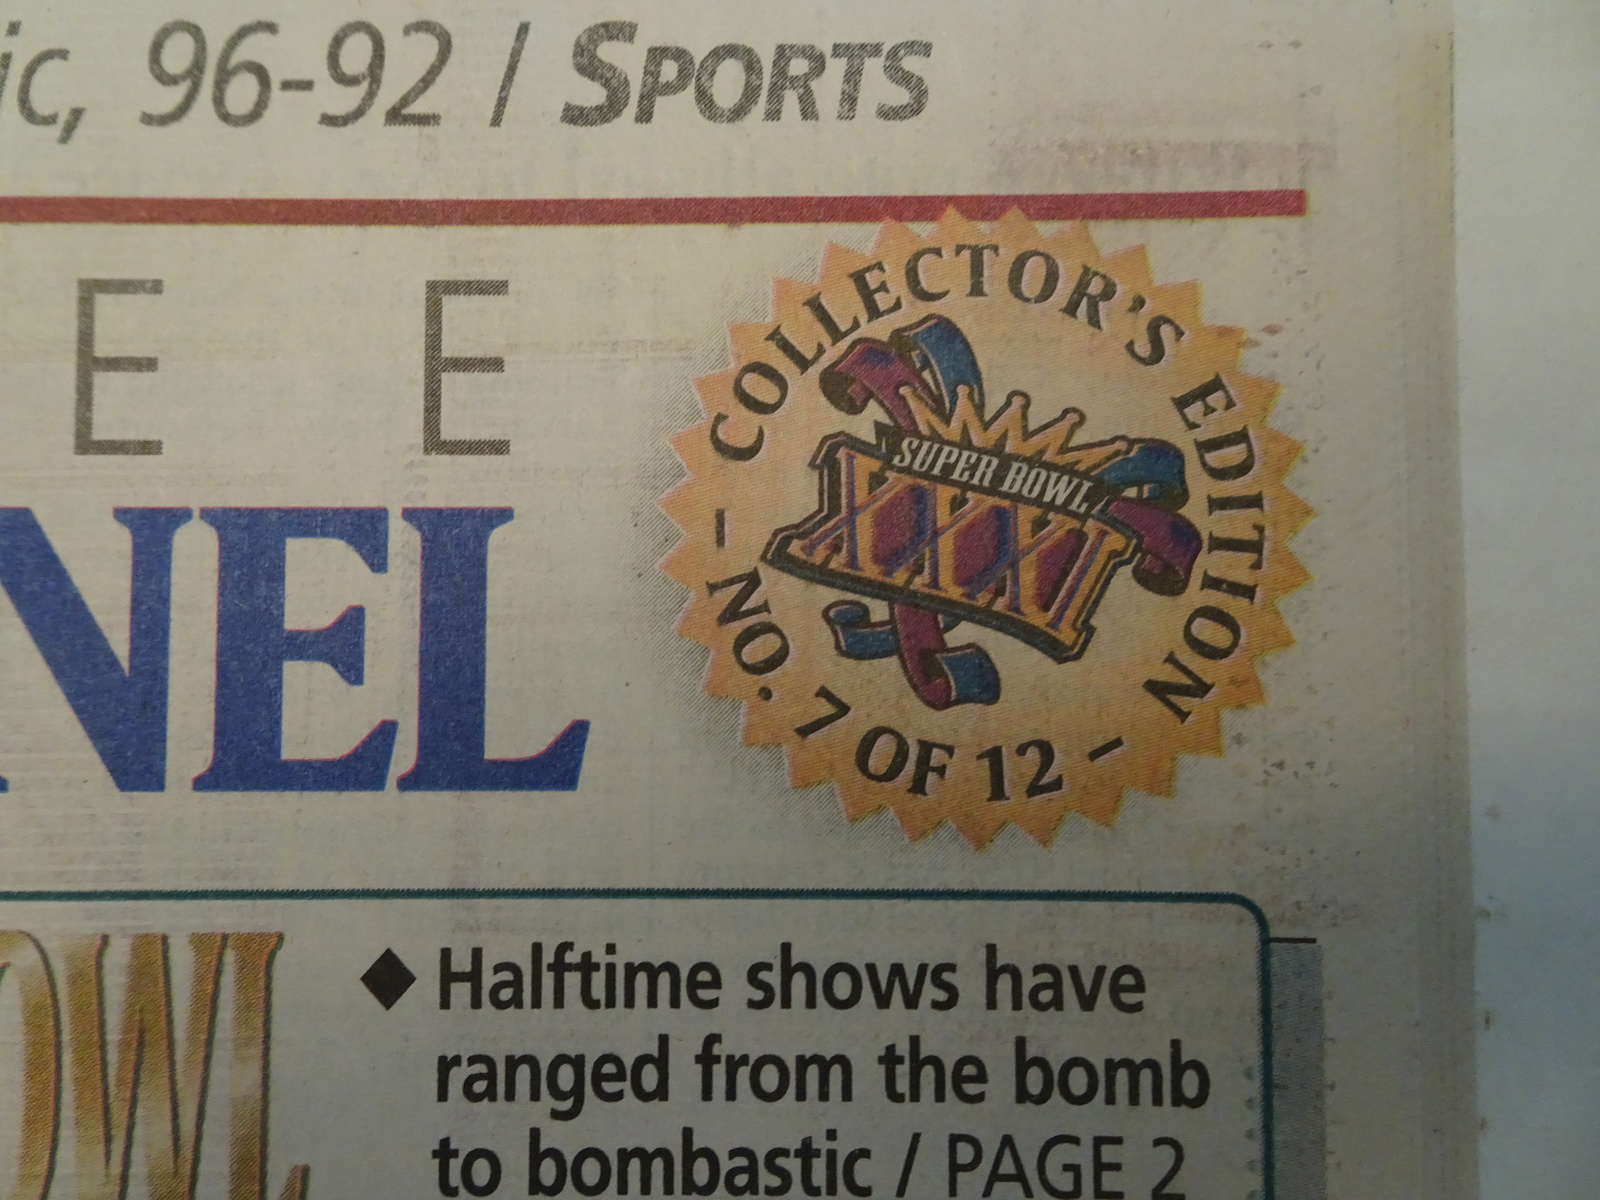 ic, 96-92 / SPORTS
E E
NEL
COLLECTOR'S EDITION
SUPER BOWL
XXXI
– NO. 7 OF 12 –
OWL
◆ Halftime shows have
ranged from the bomb
to bombastic / PAGE 2